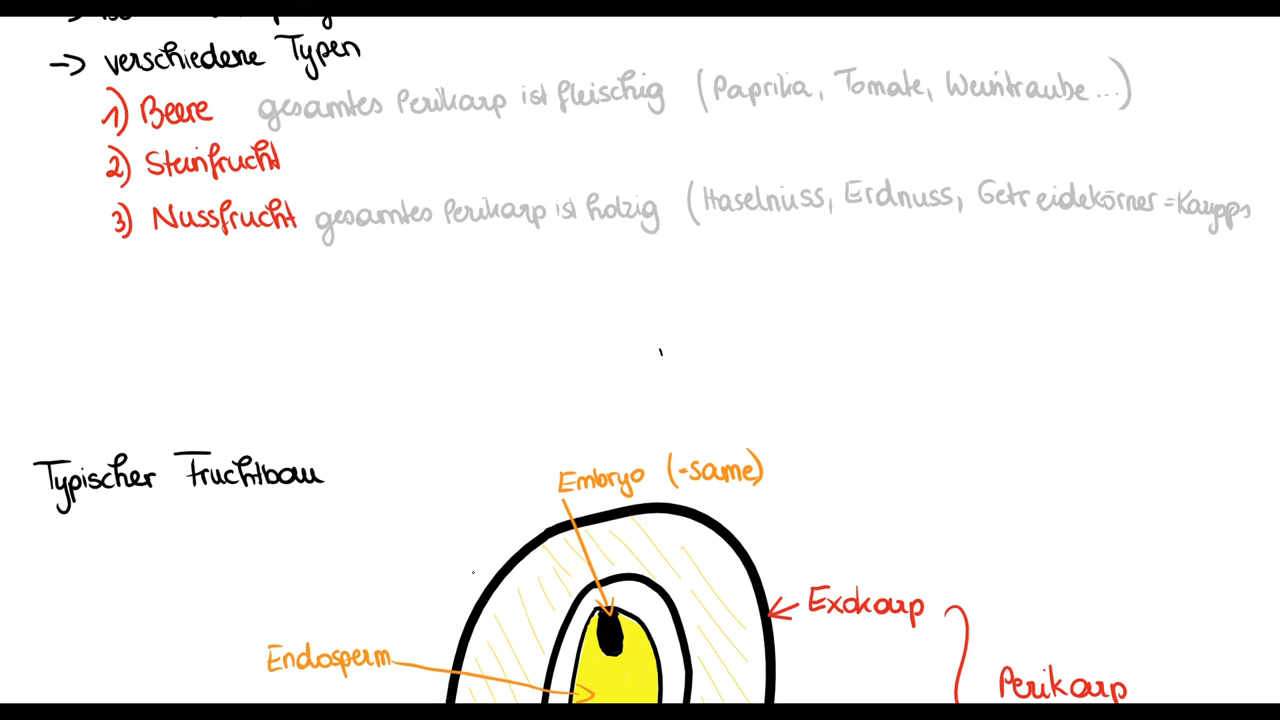 → verschiedene Typen
1) Beere gesamtes Perikarp ist fleischig (Paprika, Tomate, Weintraube...)
2) Steinfrucht
3) Nussfrucht gesamtes Perikarp ist holzig (Haselnuss, Erdnuss, Getreidekörner =
Typischer Fruchtbau
Embryo (-same)
Exokarp
Endosperm
Perikarp